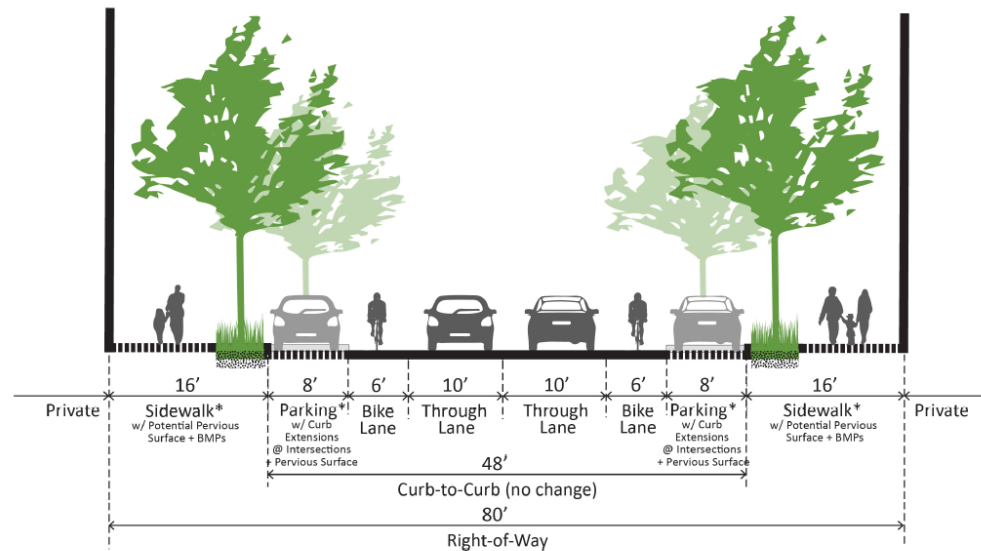 16’ 8’ 6’ 10’ 10’ 6’ 8’ 16’
Private
Sidewalk*
w/ Potential Pervious
Surface + BMPs
Parking*
w/ Curb
Extensions
@ Intersections
+ Pervious Surface
Bike
Lane
Through
Lane
Through
Lane
Bike
Lane
Parking*
w/ Curb
Extensions
@ Intersections
+ Pervious Surface
Sidewalk*
w/ Potential Pervious
Surface + BMPs
Private
48’
Curb-to-Curb (no change)
80’
Right-of-Way